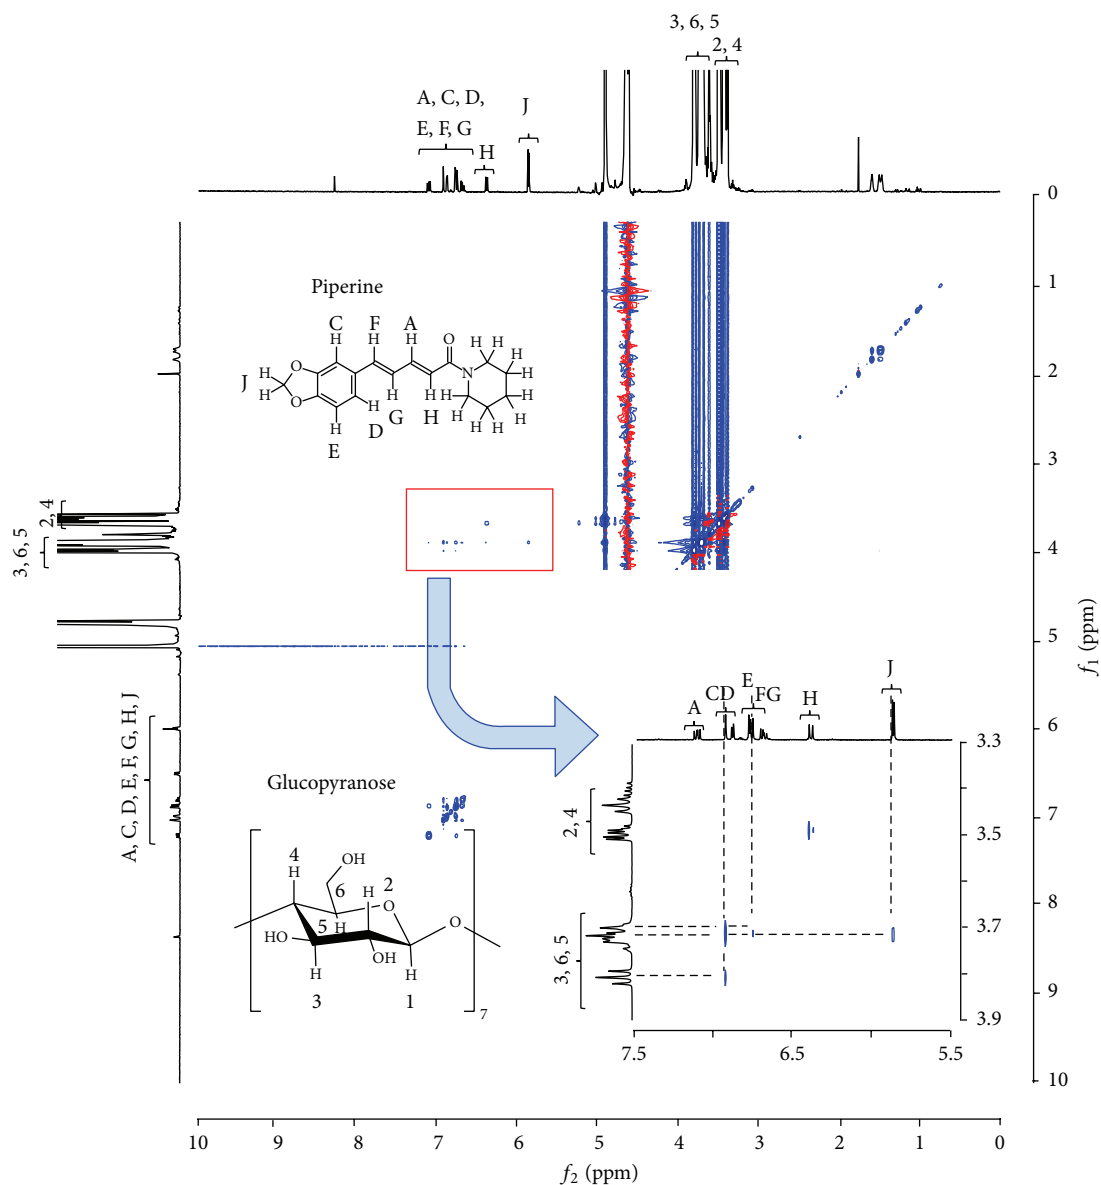 3, 6, 5
2, 4
A, C, D,
E, F, G
H
J
0
1
2
3
4
5
6
7
8
9
10
f1 (ppm)
Piperine
C
F
A
H
H
H
O
H
H
H
H
J
H
H
O
O
N
H
H
H
H
H
H
H
H
H
H
D
G
H
E
2, 4
3, 6, 5
A, C, D, E, F, G, H, J
A
CD
E
FG
H
J
3.3
3.5
3.7
3.9
2, 4
3, 6, 5
7.5
6.5
5.5
Glucopyranose
4
H
OH
6
H
2
O
HO
5
H
O
OH
H
H
3
1
7
10
9
8
7
6
5
4
3
2
1
0
f2 (ppm)